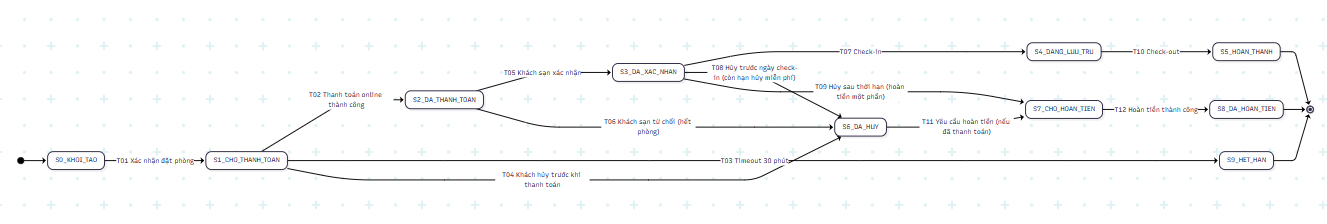 T07 Check-in
S4_DANG_LUU_TRU
T10 Check-out
S5_HOAN_THANH
T05 Khách sạn xác nhận
S3_DA_XAC_NHAN
T08 Hủy trước ngày check-
in (còn hạn hủy miễn phí)
T09 Hủy sau thời hạn (hoàn
tiền một phần)
T02 Thanh toán online
thành công
S2_DA_THANH_TOAN
S7_CHO_HOAN_TIEN
T12 Hoàn tiền thành công
S8_DA_HOAN_TIEN
T06 Khách sạn từ chối (hết
phòng)
S6_DA_HUY
T11 Yêu cầu hoàn tiền (nếu
đã thanh toán)
S0_KHOI_TAO
T01 Xác nhận đặt phòng
S1_CHO_THANH_TOAN
T03 Timeout 30 phút
S9_HET_HAN
T04 Khách hủy trước khi
thanh toán